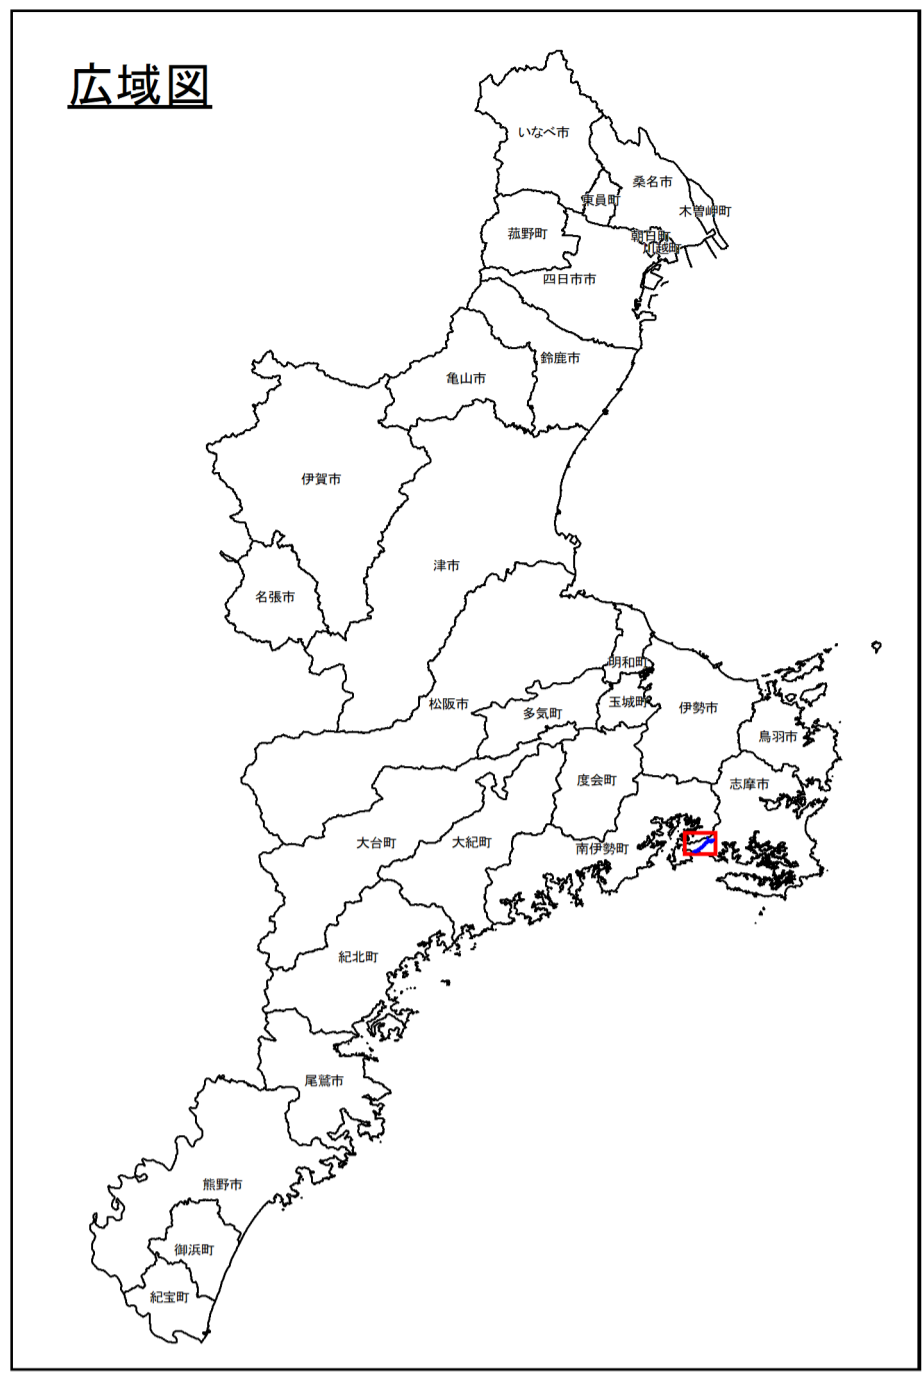 広域図
いなべ市
桑名市
東員町
木曽岬町
菰野町
朝日町
川越町
四日市市
鈴鹿市
亀山市
伊賀市
津市
名張市
明和町
松阪市
多気町
玉城町
伊勢市
鳥羽市
度会町
志摩市
大台町
大紀町
南伊勢町
紀北町
尾鷲市
熊野市
御浜町
紀宝町